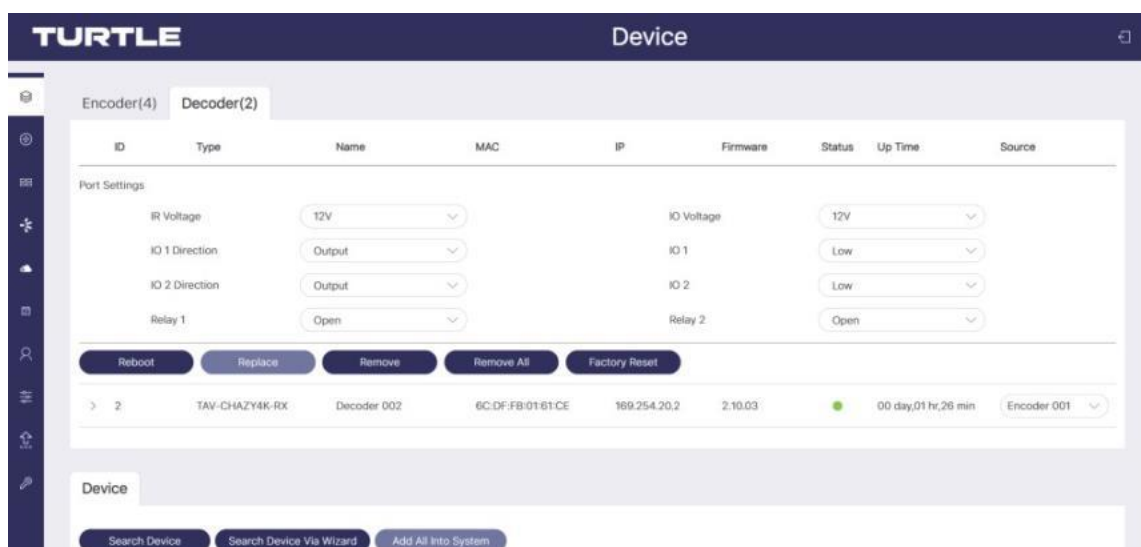 TURTLE Device
Encoder(4) Decoder(2)
ID Type Name MAC IP Firmware Status Up Time Source
Port Settings
IR Voltage 12V IO Voltage 12V
IO 1 Direction Output IO 1 Low
IO 2 Direction Output IO 2 Low
Relay 1 Open Relay 2 Open
Reboot Replace Remove Remove All Factory Reset
2 TAV-CHAZY4K-RX Decoder 002 6C:DF:FB:01:61:CE 169.254.20.2 2.10.03 00 day,01 hr,26 min Encoder 001
Device
Search Device Search Device Via Wizard Add All Into System